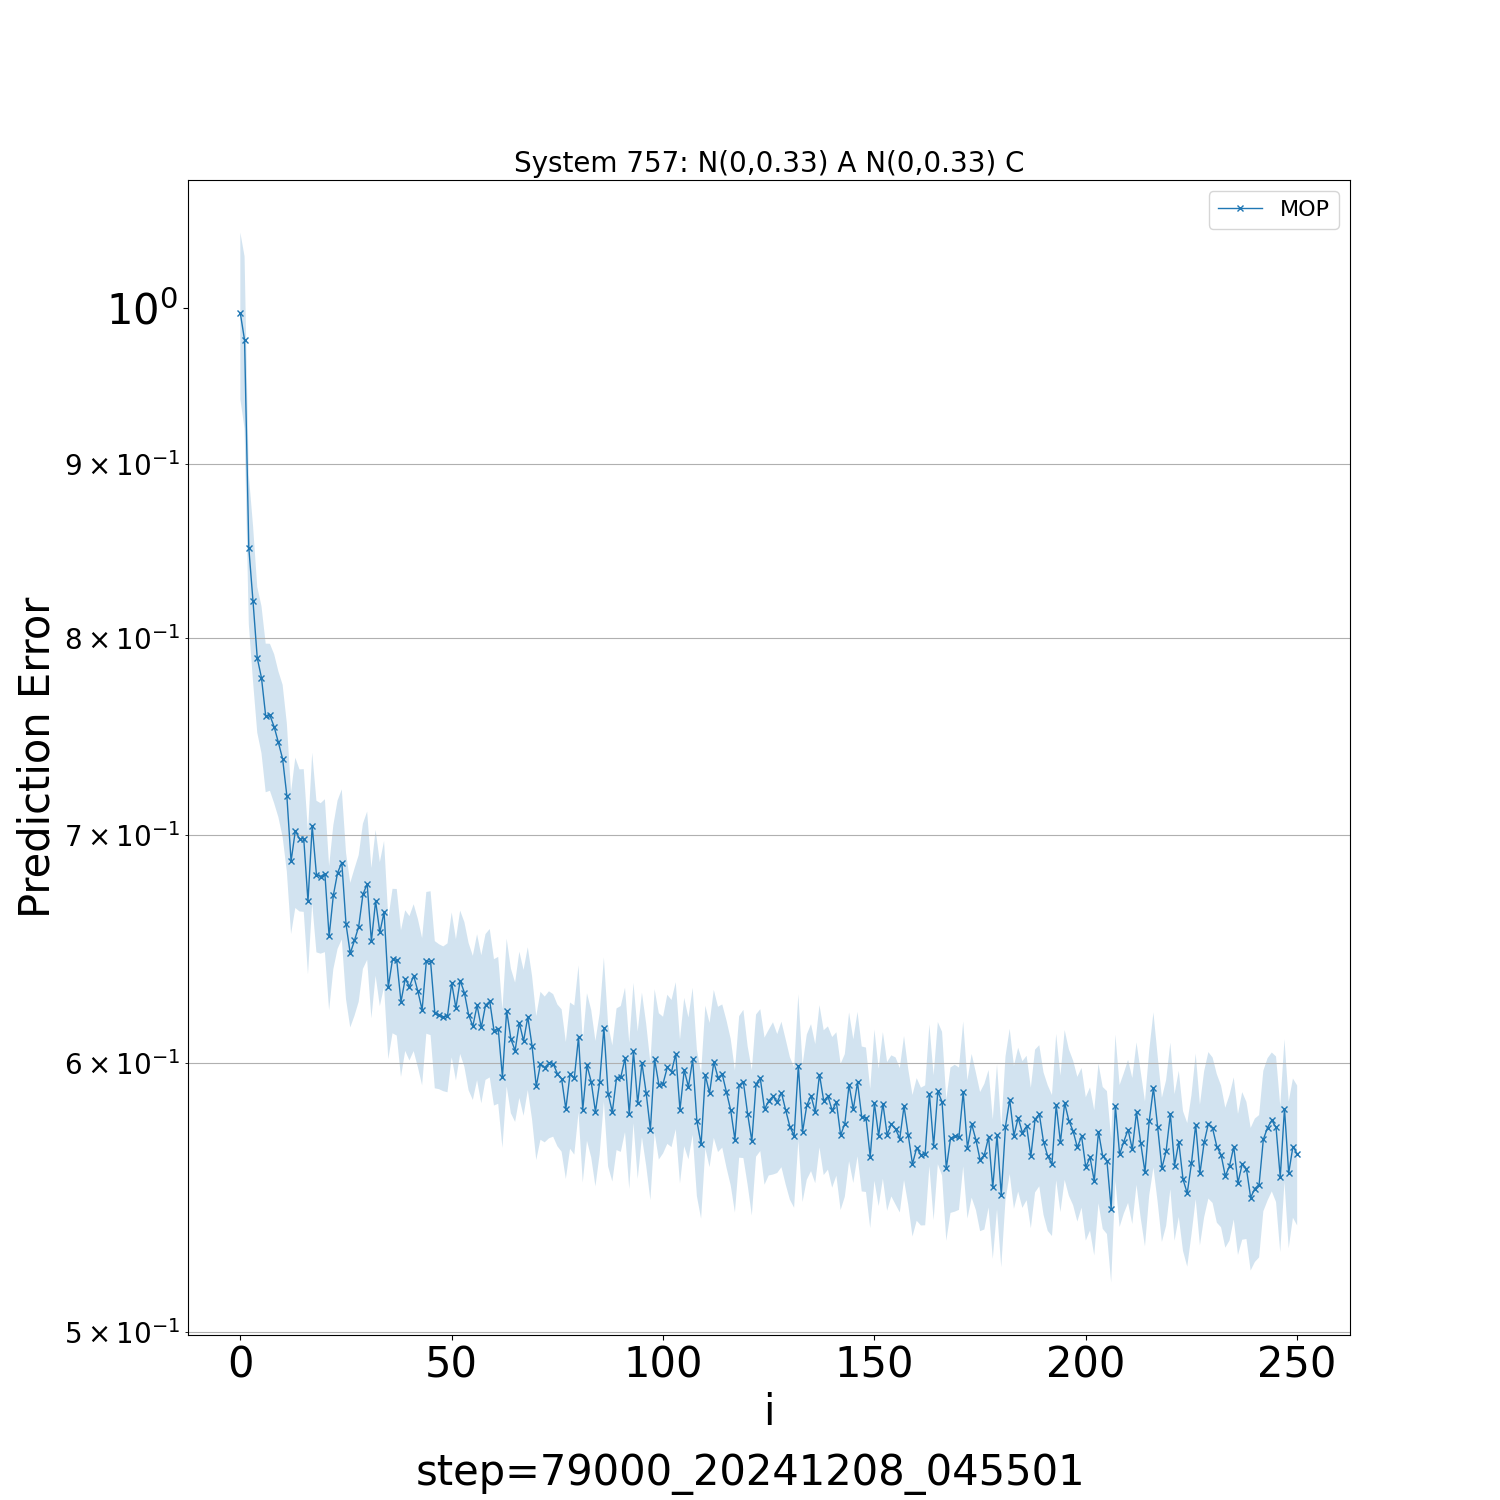 System 757: N(0,0.33) A N(0,0.33) C
MOP
10⁰
9 × 10⁻¹
8 × 10⁻¹
7 × 10⁻¹
6 × 10⁻¹
5 × 10⁻¹
Prediction Error
0 50 100 150 200 250
i
step=79000_20241208_045501